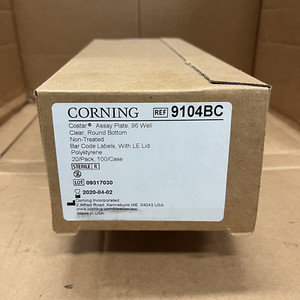 CORNING REF 9104BC
Costar® Assay Plate, 96 Well
Clear, Round Bottom
Non-Treated
Bar Code Labels, With LE Lid
Polystyrene
20/Pack, 100/Case
STERILE R
LOT 09317030
2020-04-02
Corning Incorporated
2 Alfred Road, Kennebunk ME 04043 USA
Made in USA